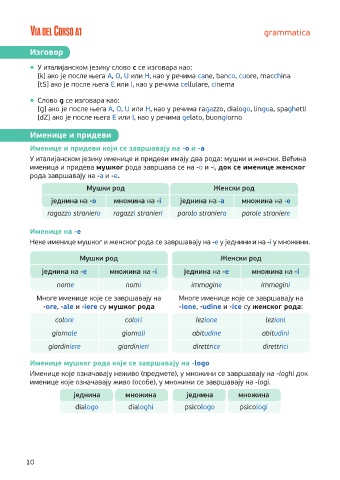 VIA DEL CORSO A1
grammatica
Изговор
• У италијанском језику слово c се изговара као:
[k] ако је после њега A, O, U или H, као у речима cane, banco, cuore, macchina
[tS] ако је после њега E или I, као у речима cellulare, cinema
• Слово g се изговара као:
[g] ако је после њега A, O, U или H, као у речима ragazzo, dialogo, lingua, spaghetti
[dZ] ако је после њега E или I, као у речима gelato, buongiorno
Именице и придеви
Именице и придеви који се завршавају на -o и -a
У италијанском језику именице и придеви имају два рода: мушки и женски. Већина
именица и придева мушког рода завршава се на -o и -i, док се именице женског
рода завршавају на -a и -e.
Мушки род Женски род
једнина на -o множина на -i једнина на -a множина на -e
ragazzo straniero ragazzi stranieri parola straniera parole straniere
Именице на -e
Неке именице мушког и женског рода се завршавају на -e у једнини и на -i у множини.
Мушки род Женски род
једнина на -e множина на -i једнина на -e множина на -i
nome nomi immagine immagini
Многе именице које се завршавају на Многе именице које се завршавају на
-ore, -ale и -iere су мушког рода -ione, -udine и -ice су женског рода:
colore colori lezione lezioni
giornale giornali abitudine abitudini
giardiniere giardinieri direttrice direttrici
Именице мушког рода које се завршавају на -logo
Именице које означавају неживо (предмете), у множини се завршавају на -loghi док
именице које означавају живо (особе), у множини се завршавају на -logi.
једнина множина једнина множина
dialogo dialoghi psicologo psicologi
10